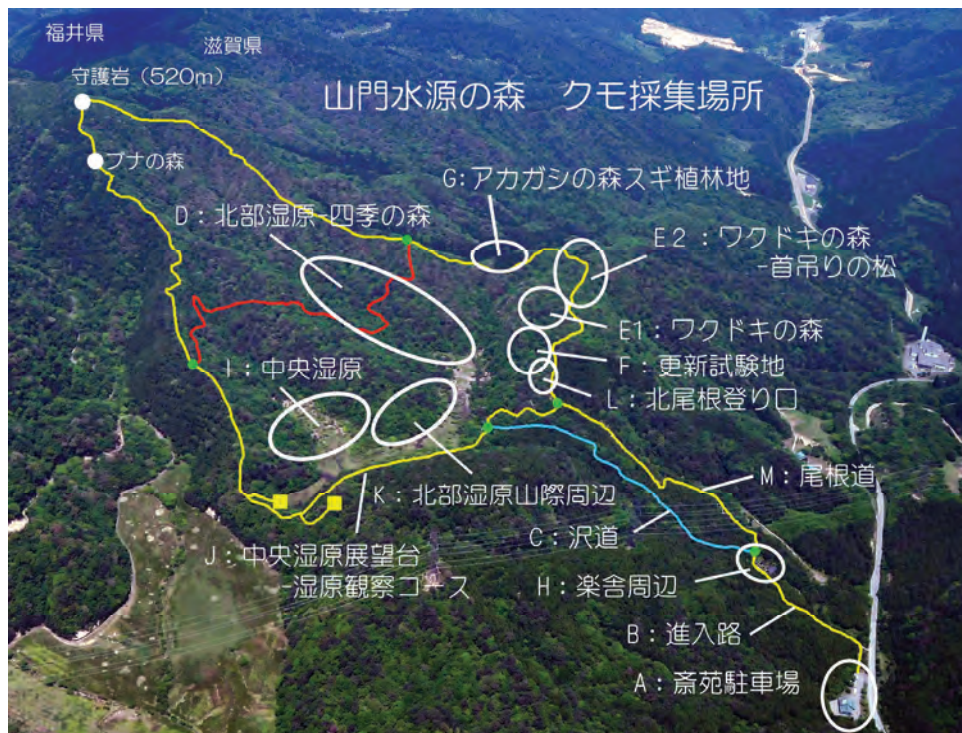 福井県
滋賀県
守護岩（520m）
山門水源の森　クモ採集場所
ブナの森
G：アカガシの森スギ植林地
D：北部湿原-四季の森
E2：ワクドキの森
-首吊りの松
E1：ワクドキの森
I：中央湿原
F：更新試験地
L：北尾根登り口
M：尾根道
K：北部湿原山際周辺
C：沢道
J：中央湿原展望台
-湿原観察コース
H：楽舎周辺
B：進入路
A：斎苑駐車場